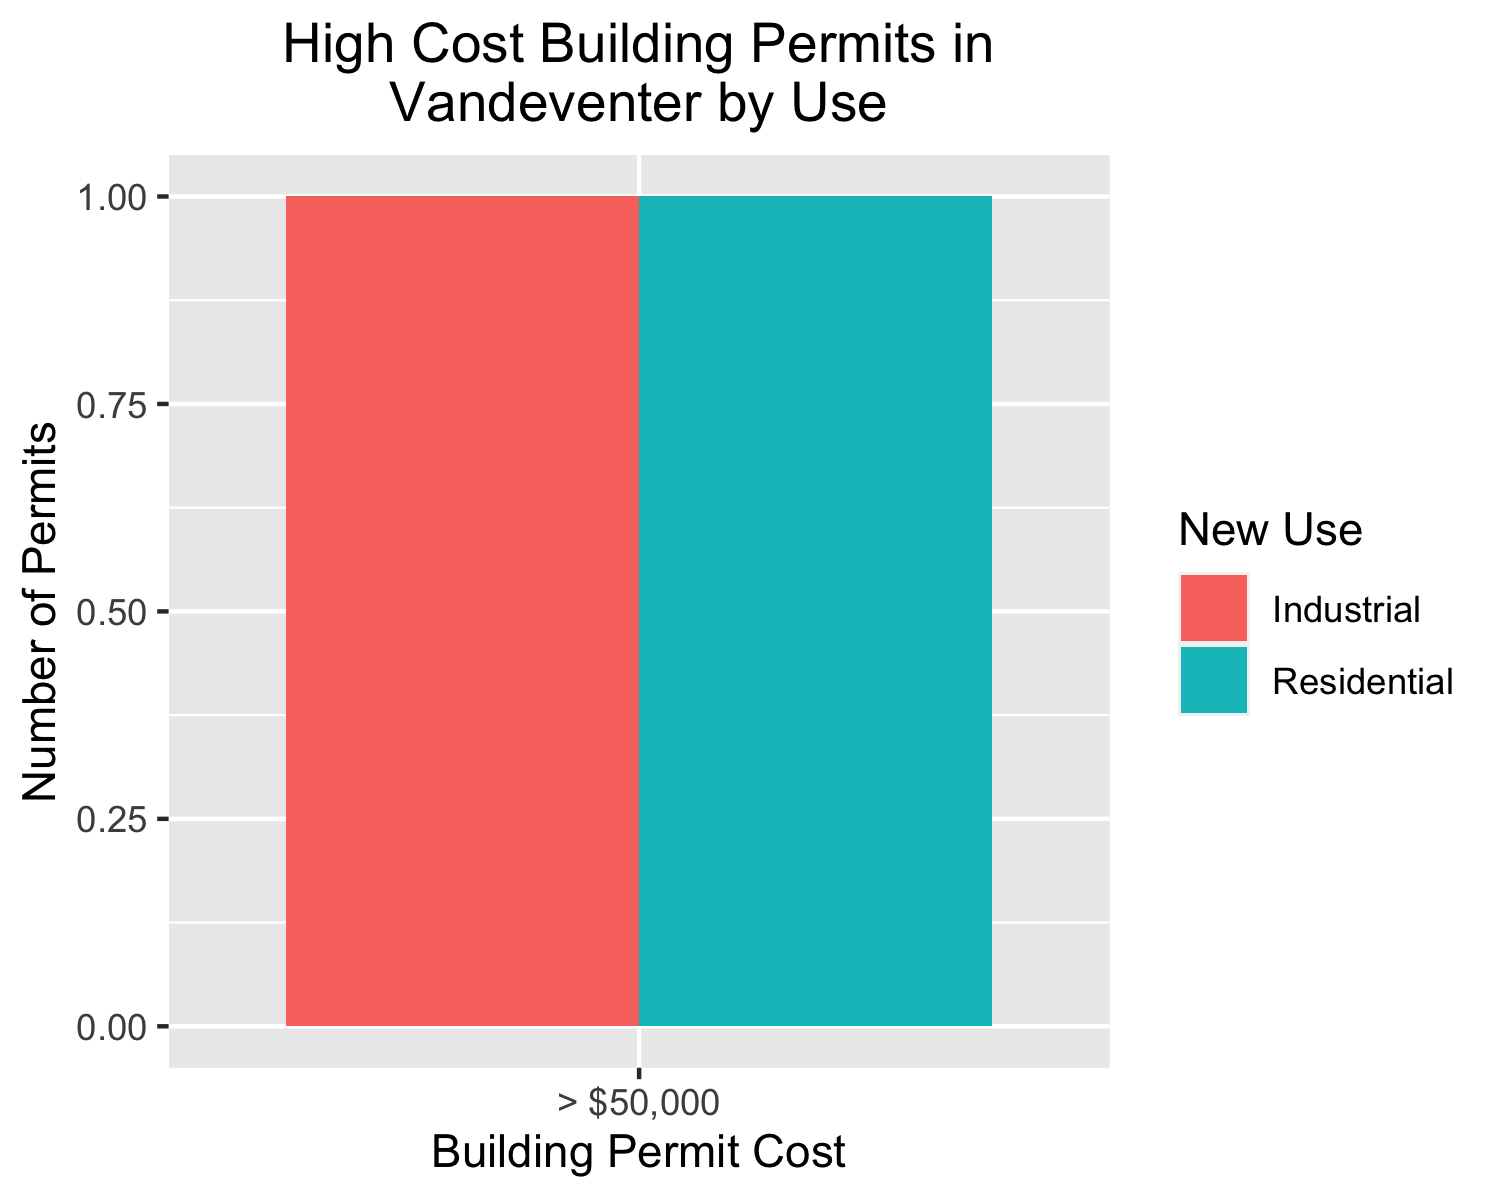 High Cost Building Permits in
Vandeventer by Use
1.00
0.75
0.50
0.25
0.00
Number of Permits
> $50,000
Building Permit Cost
New Use
Industrial
Residential